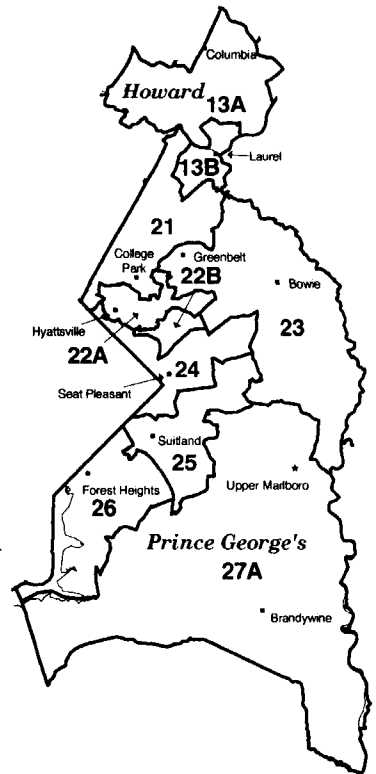 Columbia
Howard
13A
Laurel
13B
21
College
Park
Greenbelt
22B
Bowie
Hyattsville
22A
23
24
Seat Pleasant
Suitland
25
Upper Marlboro
Forest Heights
26
Prince George's
27A
Brandywine